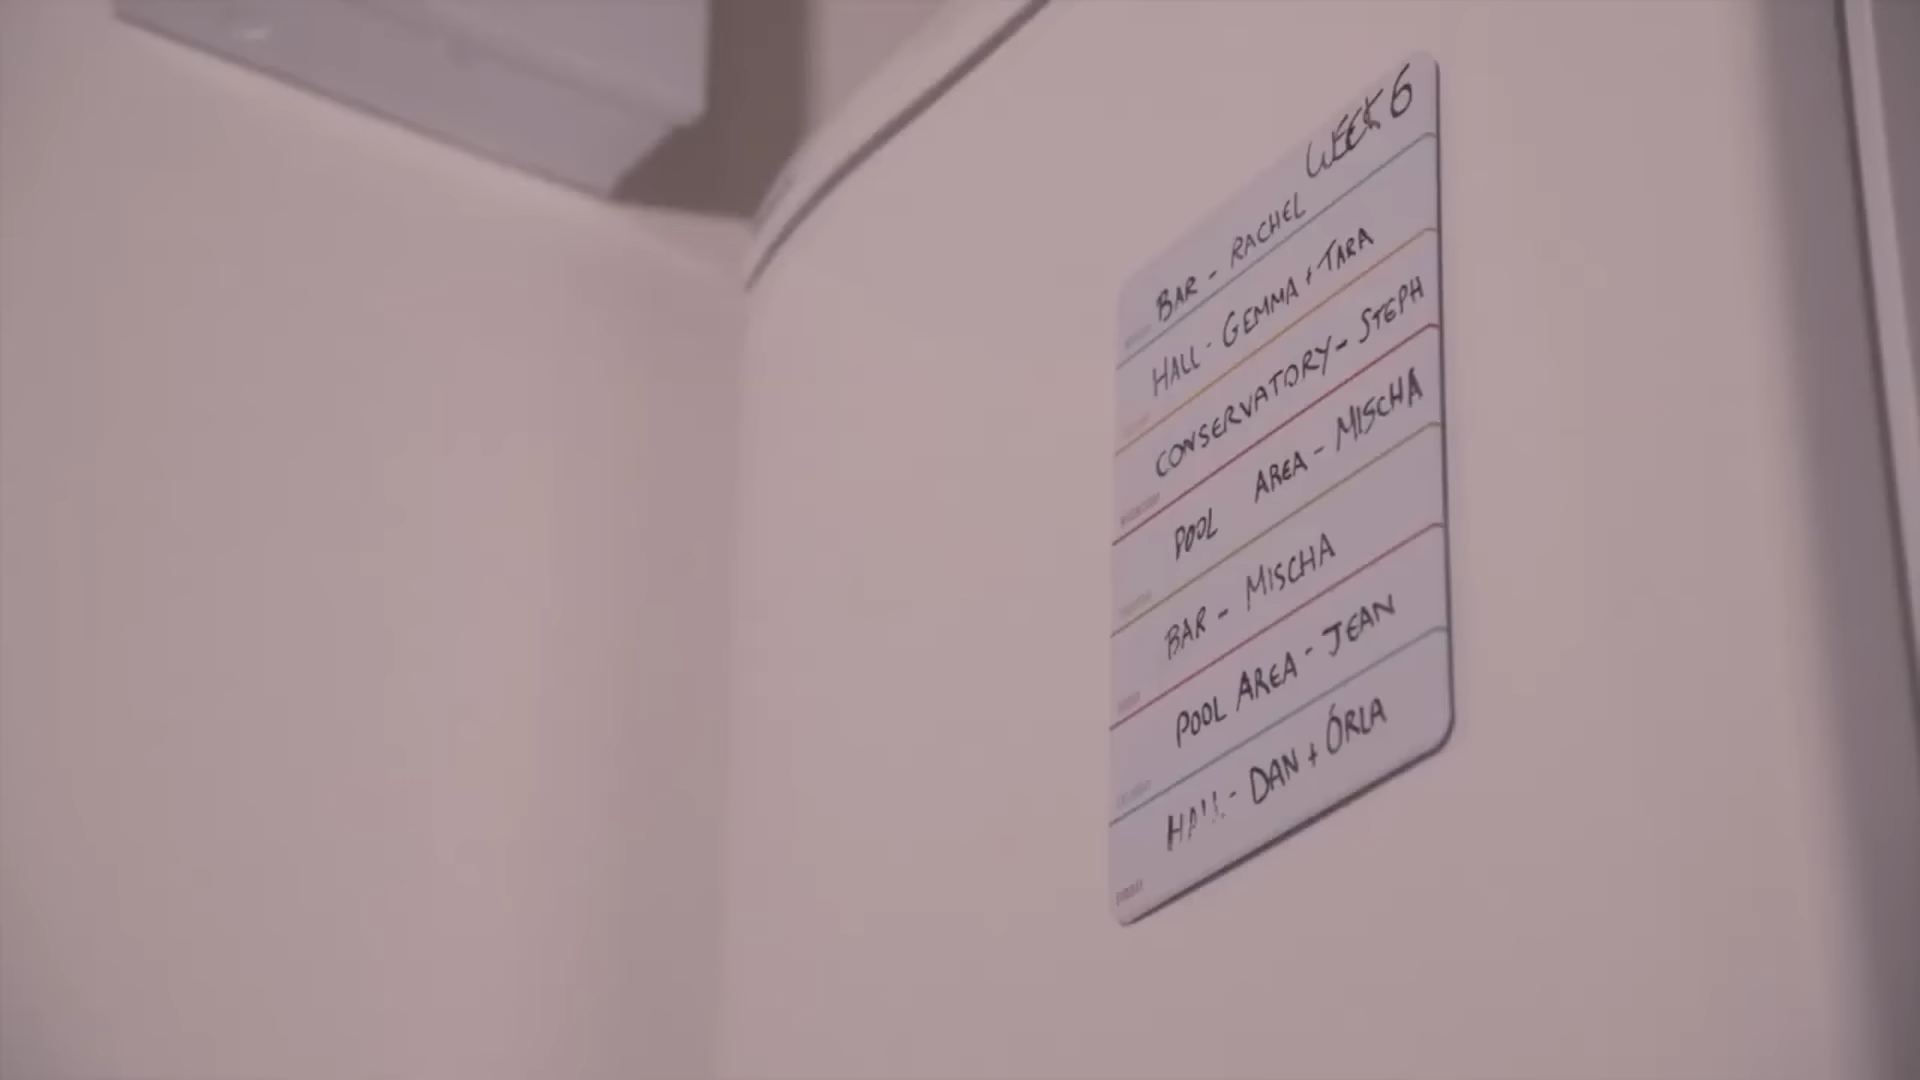 WEEK 6
BAR - RACHEL
HALL - GEMMA + TARA
CONSERVATORY - STEPH
POOL AREA - MISCHA
BAR - MISCHA
POOL AREA - JEAN
HALL - DAN + ÓRLA